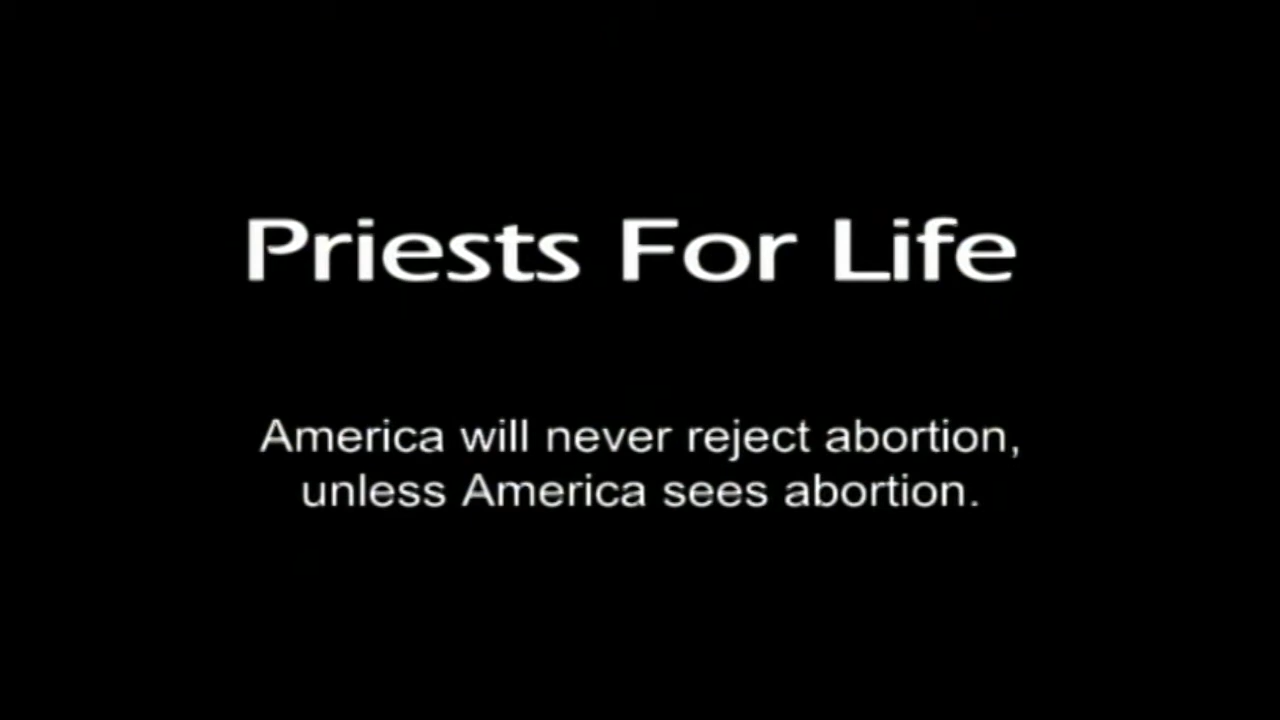 Priests For Life
America will never reject abortion,
unless America sees abortion.